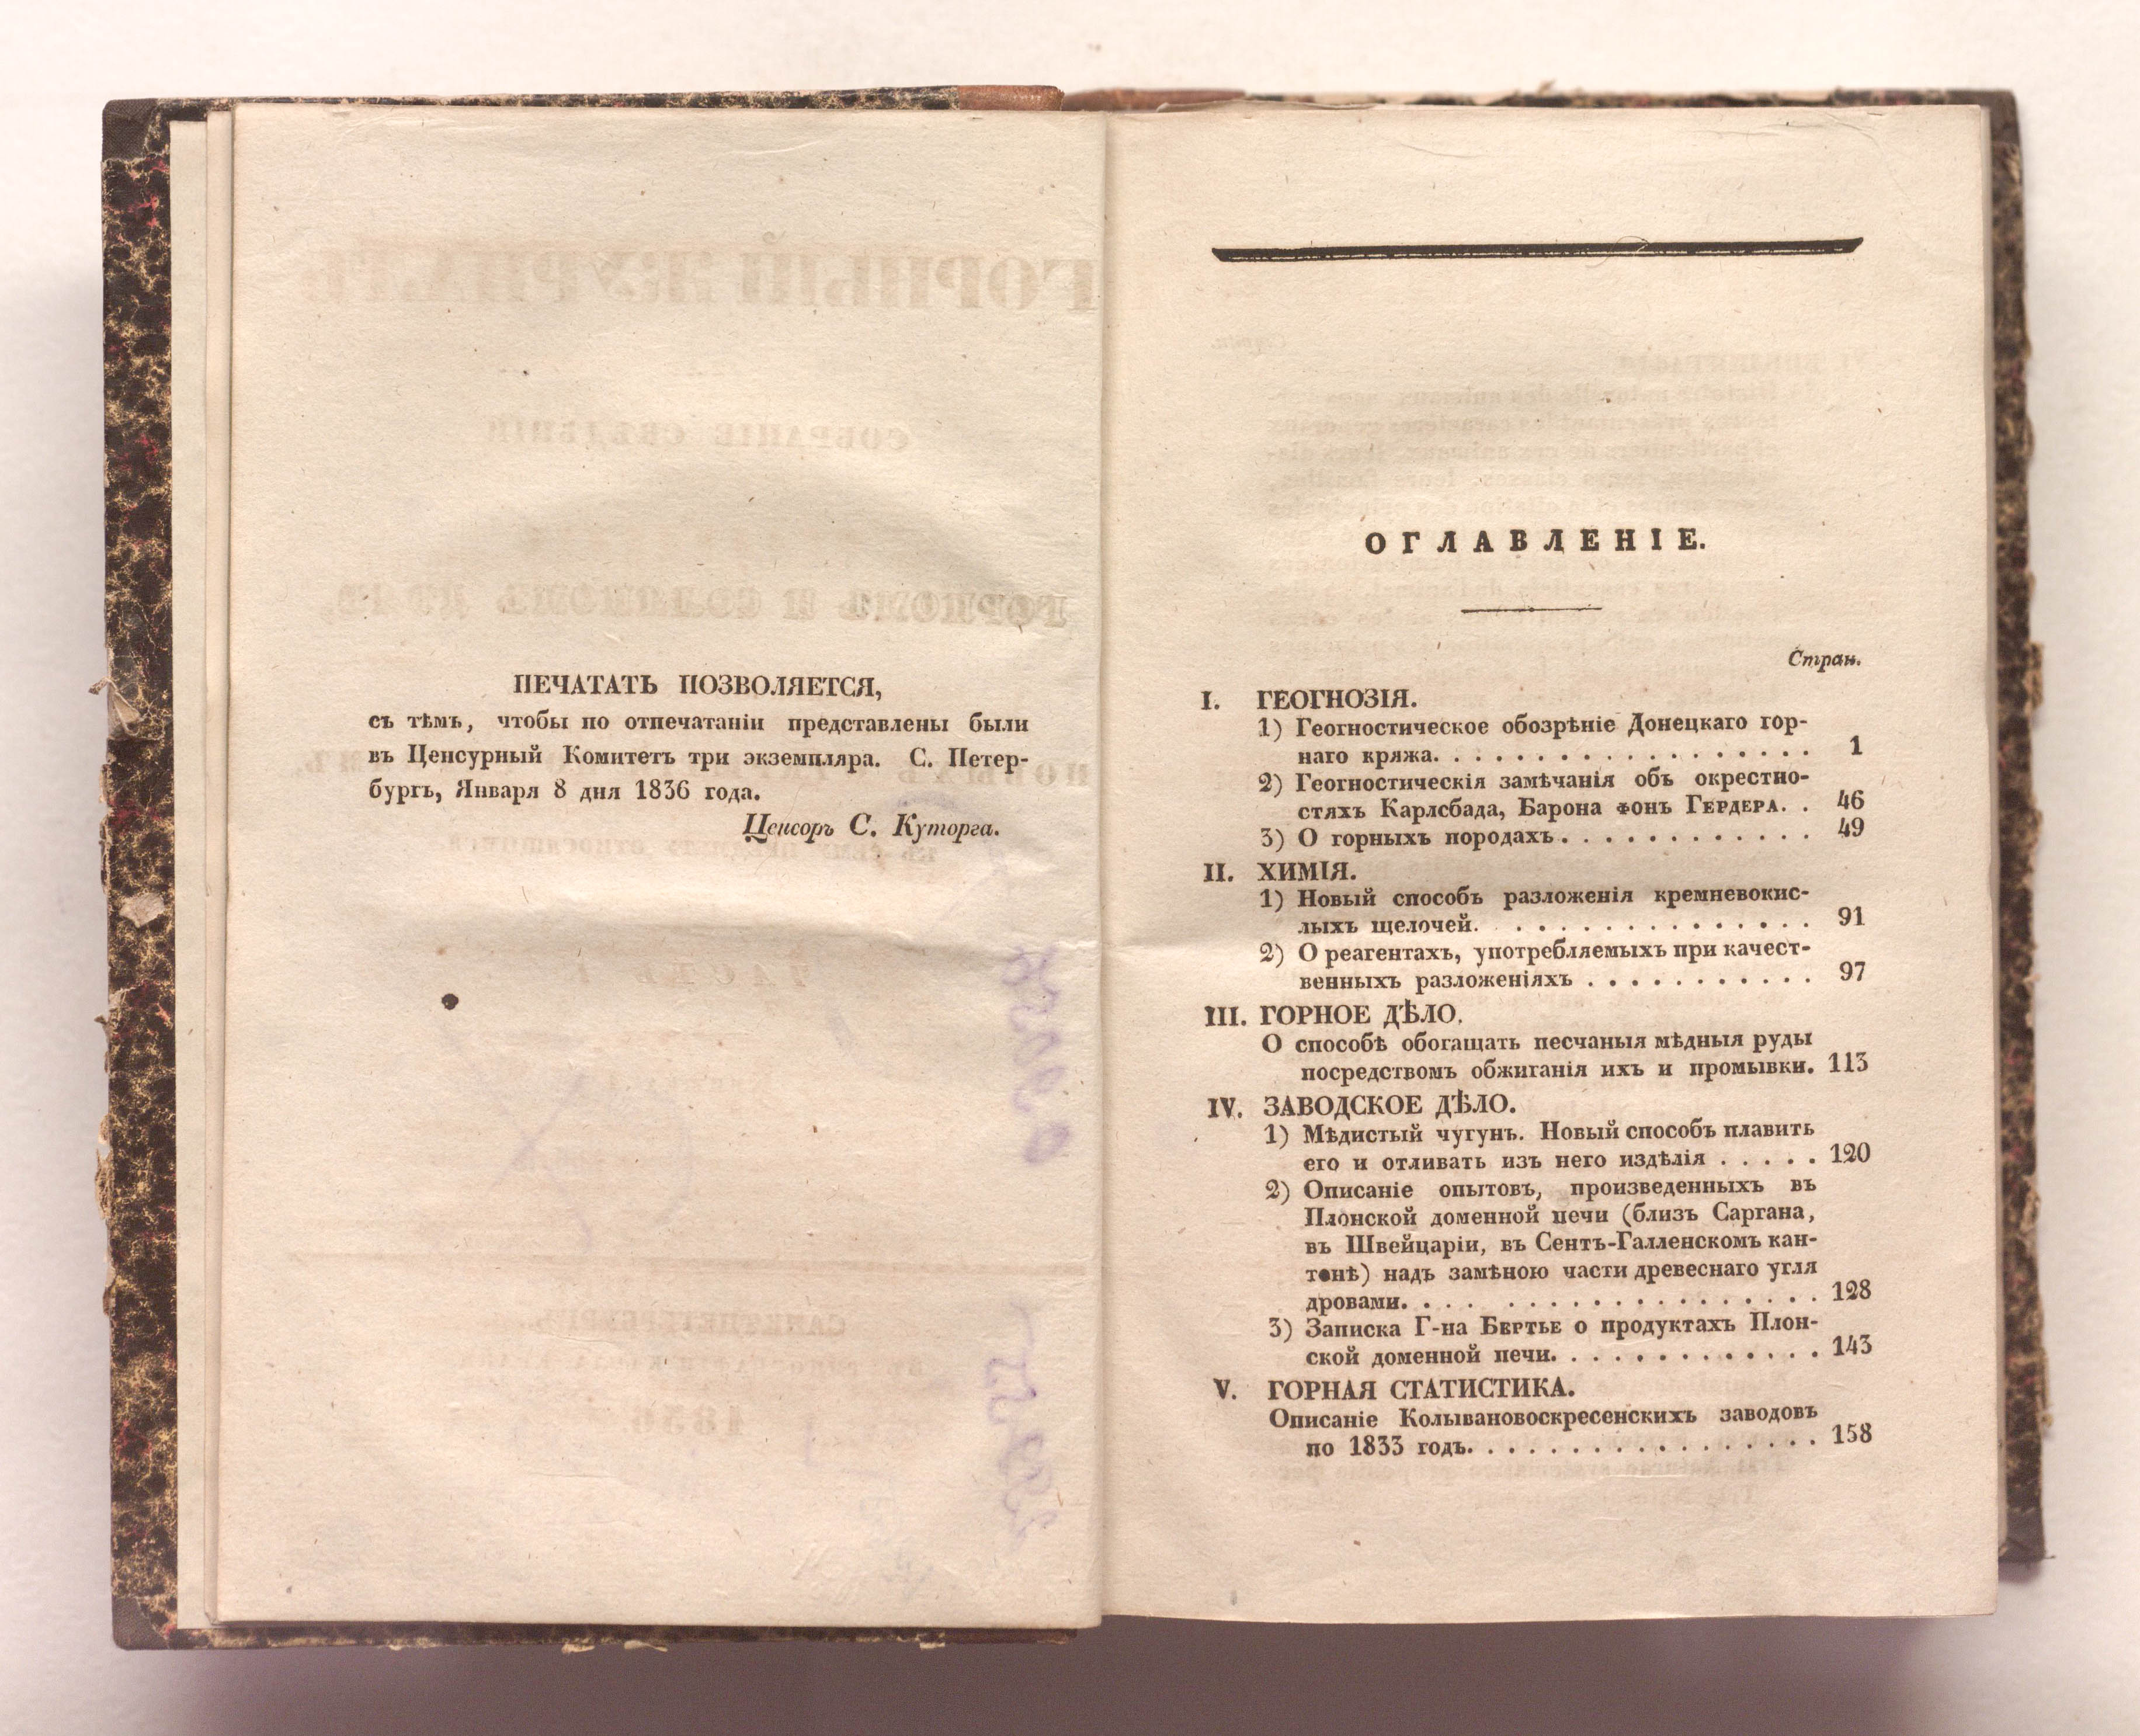 ПЕЧАТАТЬ ПОЗВОЛЯЕТСЯ,
съ тѣмъ, чтобы по отпечатаніи представлены были
въ Ценсурный Комитетъ три экземпляра. С. Петер-
бургъ, Января 8 дня 1836 года.
Ценсоръ С. Куторга.
ОГЛАВЛЕНІЕ.
Стран.
I. ГЕОГНОЗІЯ.
1) Геогностическое обозрѣніе Донецкаго гор-
наго кряжа. . . . . . . . . . . . . . . . . . 1
2) Геогностическія замѣчанія объ окрестно-
стяхъ Карлсбада, Барона фонъ Гердера. . 46
3) О горныхъ породахъ. . . . . . . . . . . . 49
II. ХИМІЯ.
1) Новый способъ разложенія кремневокис-
лыхъ щелочей. . . . . . . . . . . . . . . 91
2) О реагентахъ, употребляемыхъ при качест-
венныхъ разложеніяхъ . . . . . . . . . . . 97
III. ГОРНОЕ ДѢЛО.
О способѣ обогащать песчаныя мѣдныя руды
посредствомъ обжиганія ихъ и промывки. 113
IV. ЗАВОДСКОЕ ДѢЛО.
1) Мѣдистый чугунъ. Новый способъ плавить
его и отливать изъ него издѣлія . . . . . 120
2) Описаніе опытовъ, произведенныхъ въ
Плонской доменной печи (близъ Саргана,
въ Швейцаріи, въ Сентъ-Галленскомъ кан-
тонѣ) надъ замѣною части древеснаго угля
дровами. . . . . . . . . . . . . . . . . . . 128
3) Записка Г-на Бертье о продуктахъ Плон-
ской доменной печи. . . . . . . . . . . . . 143
V. ГОРНАЯ СТАТИСТИКА.
Описаніе Колывановоскресенскихъ заводовъ
по 1833 годъ. . . . . . . . . . . . . . . . . 158